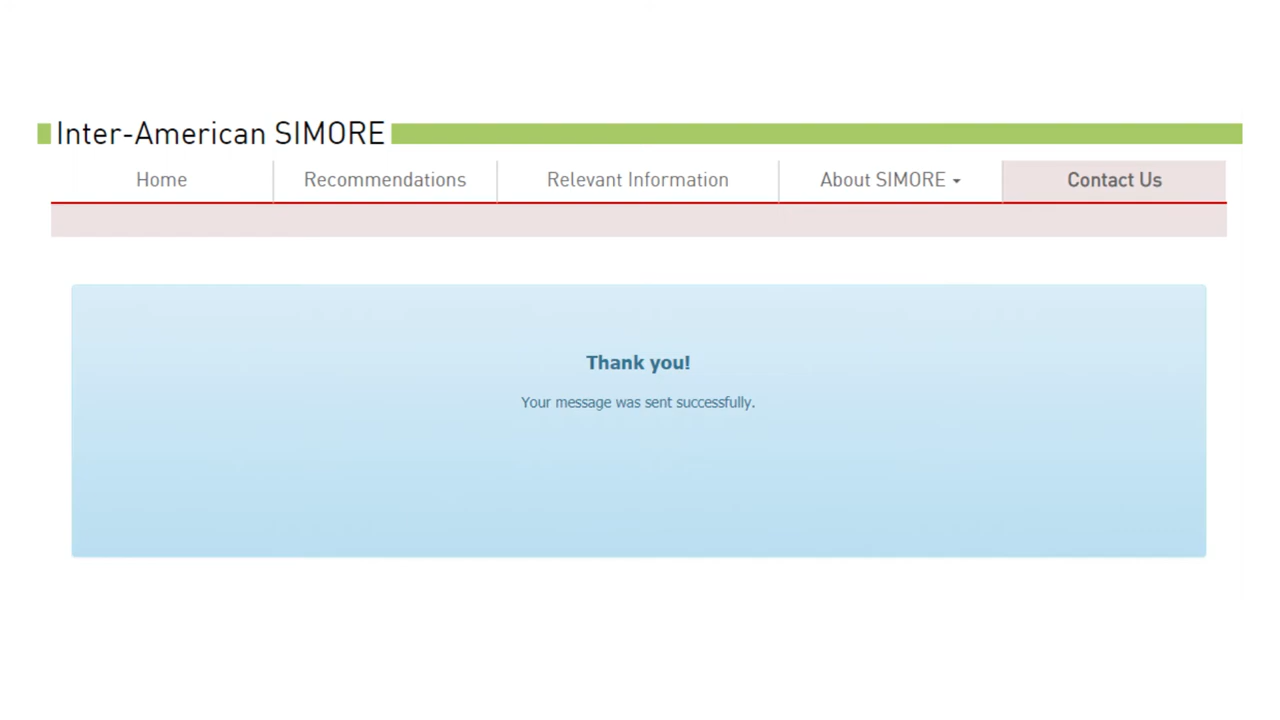 Inter-American SIMORE
Home Recommendations Relevant Information About SIMORE Contact Us
Thank you!
Your message was sent successfully.